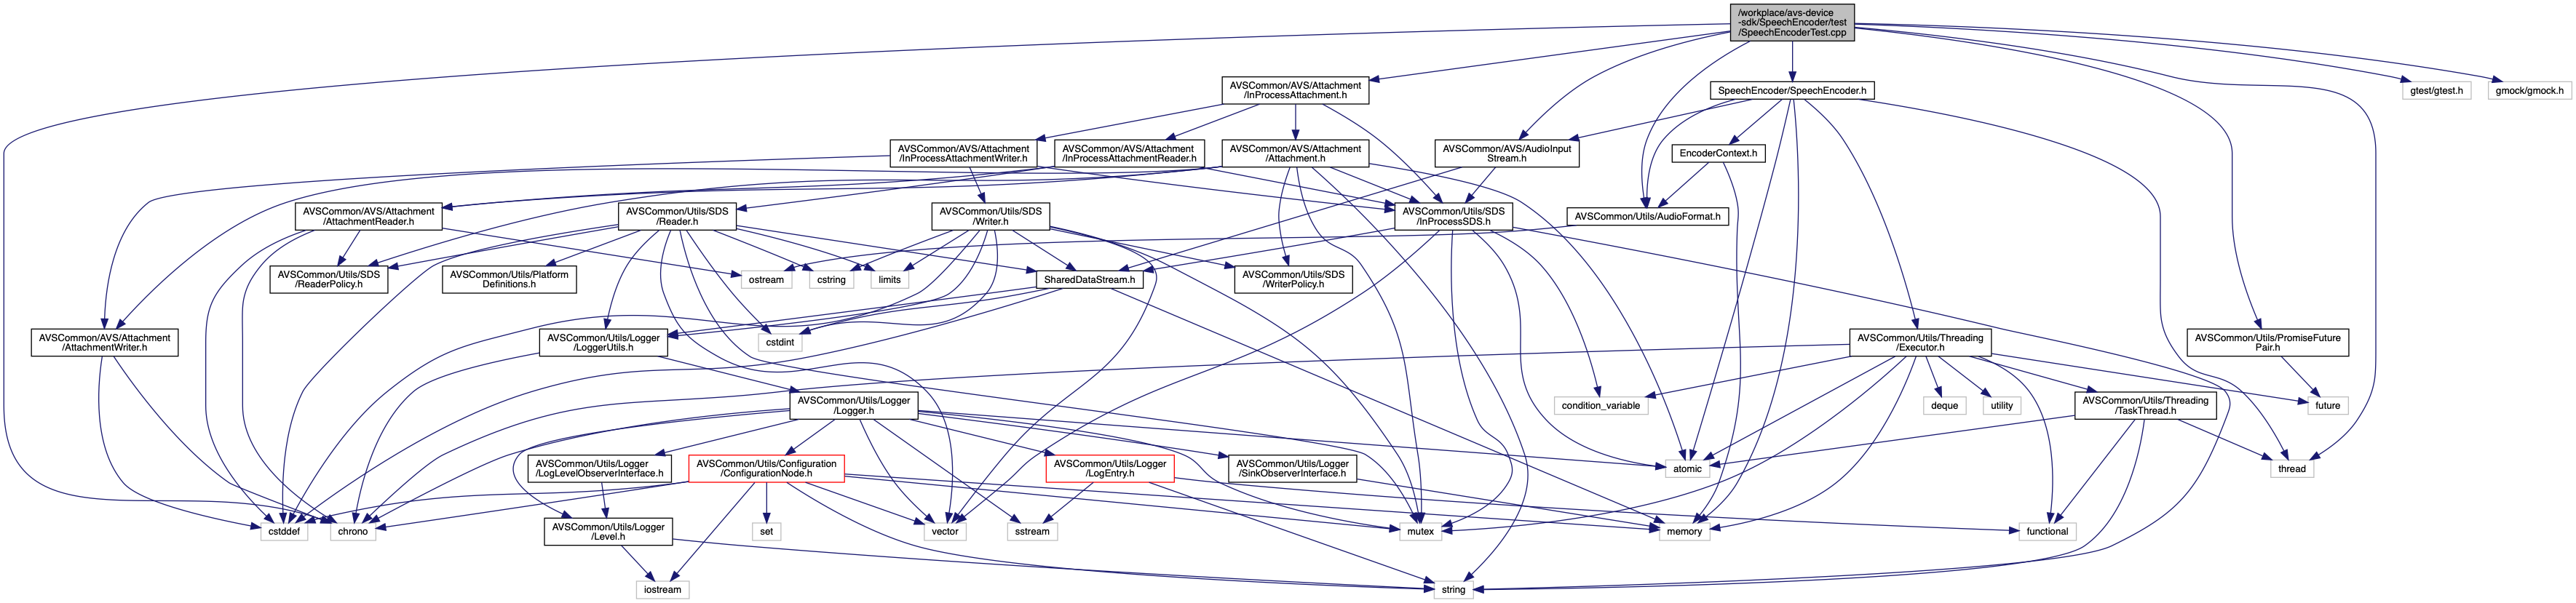 /workplace/avs-device
-sdk/SpeechEncoder/test
/SpeechEncoderTest.cpp
AVSCommon/AVS/Attachment
/InProcessAttachment.h
SpeechEncoder/SpeechEncoder.h
gtest/gtest.h
gmock/gmock.h
AVSCommon/AVS/Attachment
/InProcessAttachmentWriter.h
AVSCommon/AVS/Attachment
/InProcessAttachmentReader.h
AVSCommon/AVS/Attachment
/Attachment.h
AVSCommon/AVS/AudioInput
Stream.h
EncoderContext.h
AVSCommon/AVS/Attachment
/AttachmentReader.h
AVSCommon/Utils/SDS
/Reader.h
AVSCommon/Utils/SDS
/Writer.h
AVSCommon/Utils/SDS
/InProcessSDS.h
AVSCommon/Utils/AudioFormat.h
AVSCommon/Utils/SDS
/ReaderPolicy.h
AVSCommon/Utils/Platform
Definitions.h
ostream
cstring
limits
SharedDataStream.h
AVSCommon/Utils/SDS
/WriterPolicy.h
AVSCommon/AVS/Attachment
/AttachmentWriter.h
AVSCommon/Utils/Logger
/LoggerUtils.h
cstdint
AVSCommon/Utils/Threading
/Executor.h
AVSCommon/Utils/PromiseFuture
Pair.h
AVSCommon/Utils/Logger
/Logger.h
condition_variable
deque
utility
AVSCommon/Utils/Threading
/TaskThread.h
future
AVSCommon/Utils/Logger
/LogLevelObserverInterface.h
AVSCommon/Utils/Configuration
/ConfigurationNode.h
AVSCommon/Utils/Logger
/LogEntry.h
AVSCommon/Utils/Logger
/SinkObserverInterface.h
atomic
thread
cstddef
chrono
AVSCommon/Utils/Logger
/Level.h
set
vector
sstream
mutex
memory
functional
iostream
string